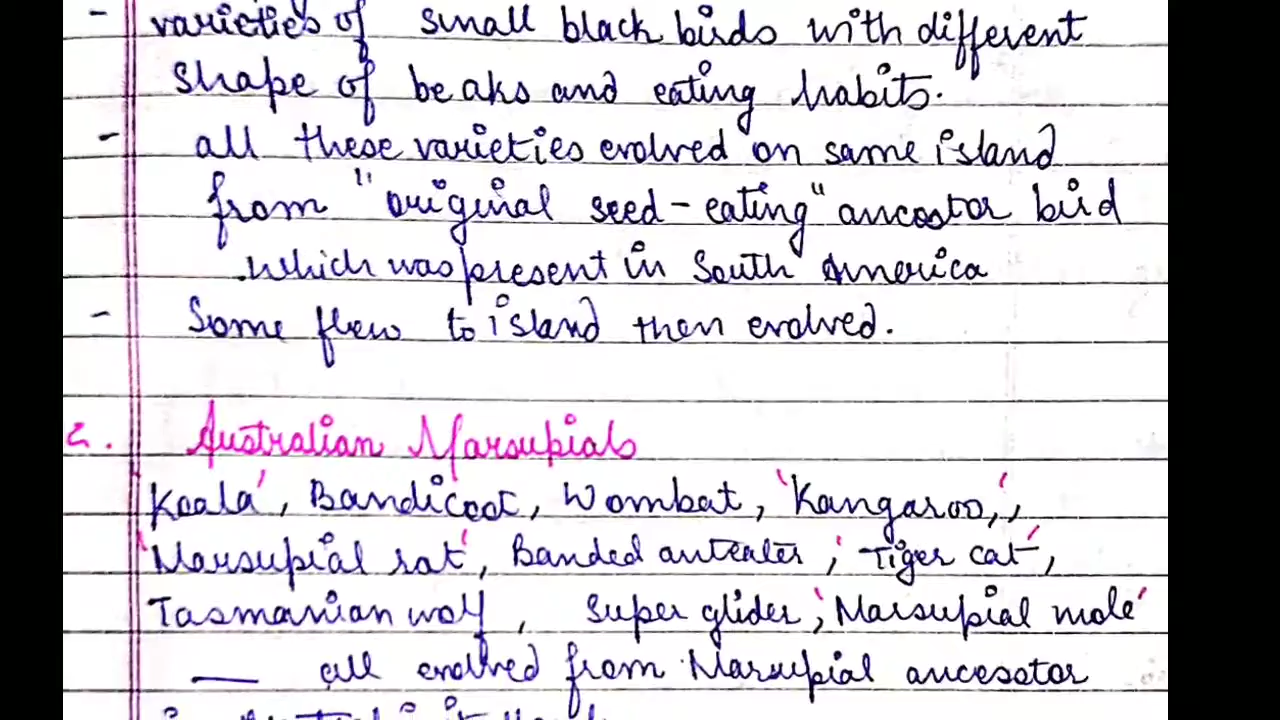 - varieties of small black birds with different
shape of beaks and eating habits.
- all these varieties evolved on same island
from "original seed-eating" ancestor bird
which was present in South America
- Some flew to island then evolved.
2. Australian Marsupials
'Koala', Bandicoot, Wombat, 'Kangaroo',,
'Marsupial rat', Banded anteater, 'Tiger cat',
Tasmanian wolf, Super glider, 'Marsupial mole'
— all evolved from Marsupial ancesotor